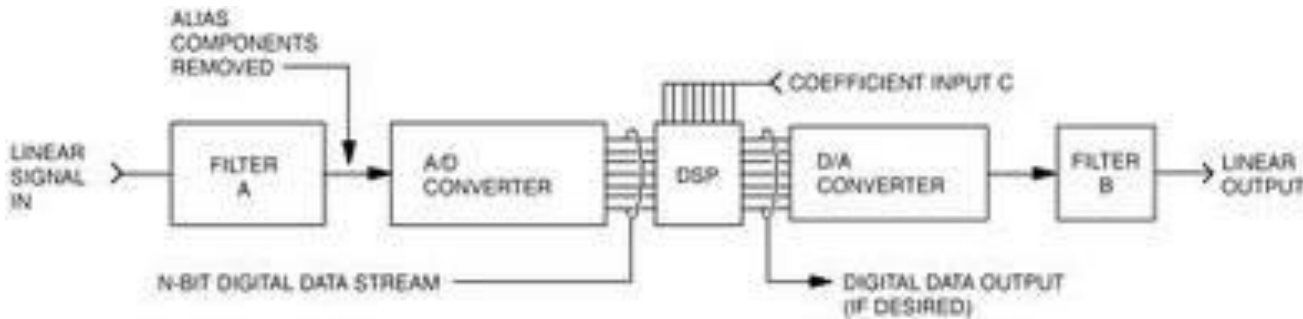 ALIAS
COMPONENTS
REMOVED
COEFFICIENT INPUT C
LINEAR
SIGNAL
IN
FILTER
A
A/D
CONVERTER
DSP
D/A
CONVERTER
FILTER
B
LINEAR
OUTPUT
N-BIT DIGITAL DATA STREAM
DIGITAL DATA OUTPUT
(IF DESIRED)